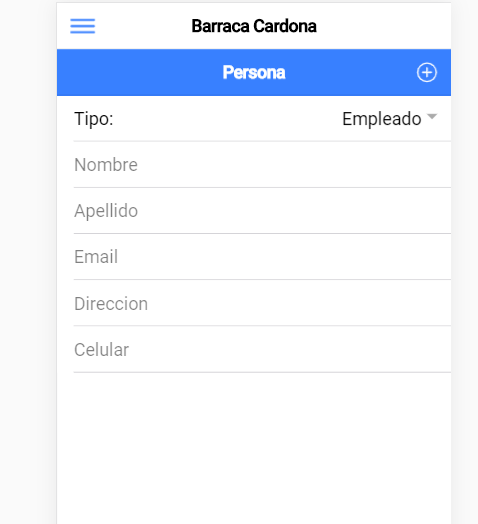 Barraca Cardona
Persona
Tipo: Empleado
Nombre
Apellido
Email
Direccion
Celular